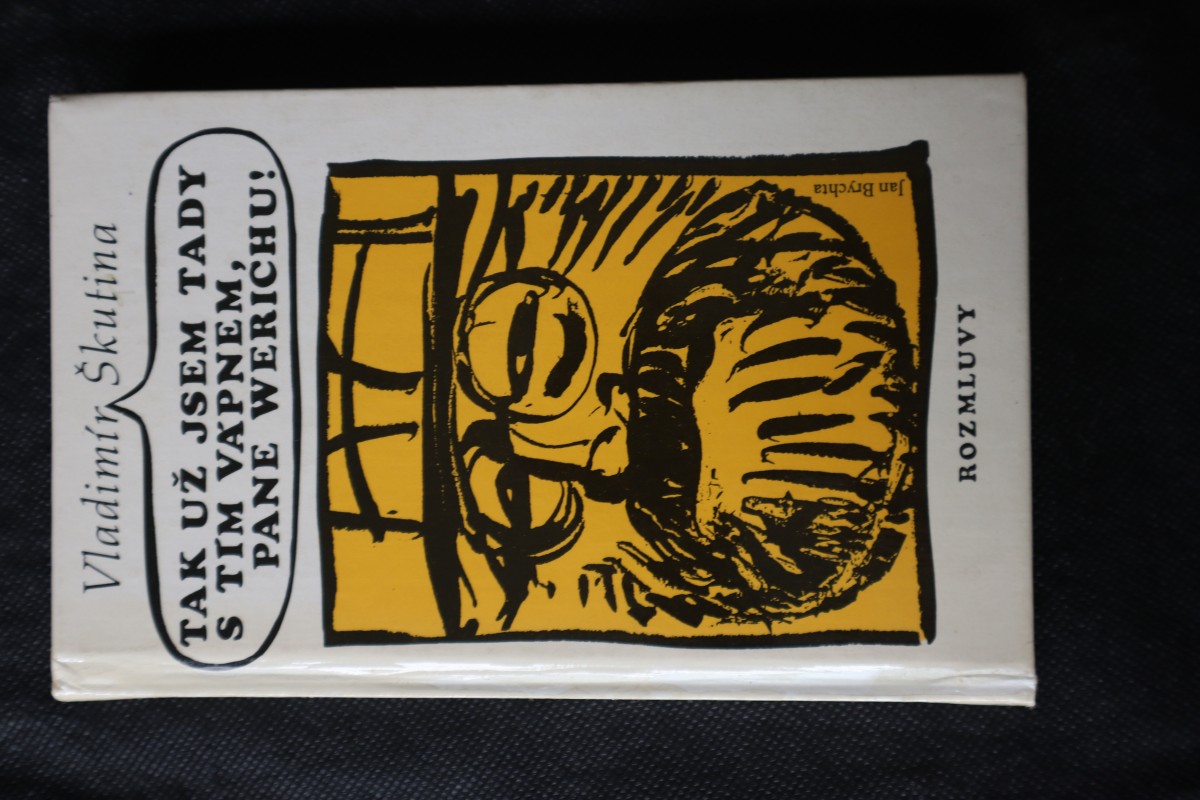 Vladimír Škutina
TAK UŽ JSEM TADY
S TÍM VÁPNEM,
PANE WERICHU!
Jan Brychta
ROZMLUVY